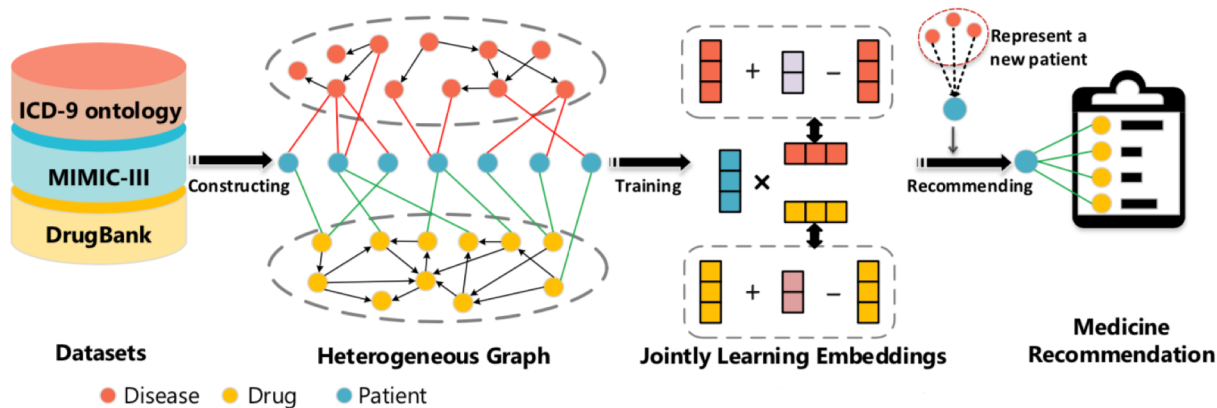 ICD-9 ontology
MIMIC-III
DrugBank
Constructing
Training
Recommending
Represent a
new patient
+
−
×
+
−
Datasets
Heterogeneous Graph
Jointly Learning Embeddings
Medicine
Recommendation
Disease
Drug
Patient